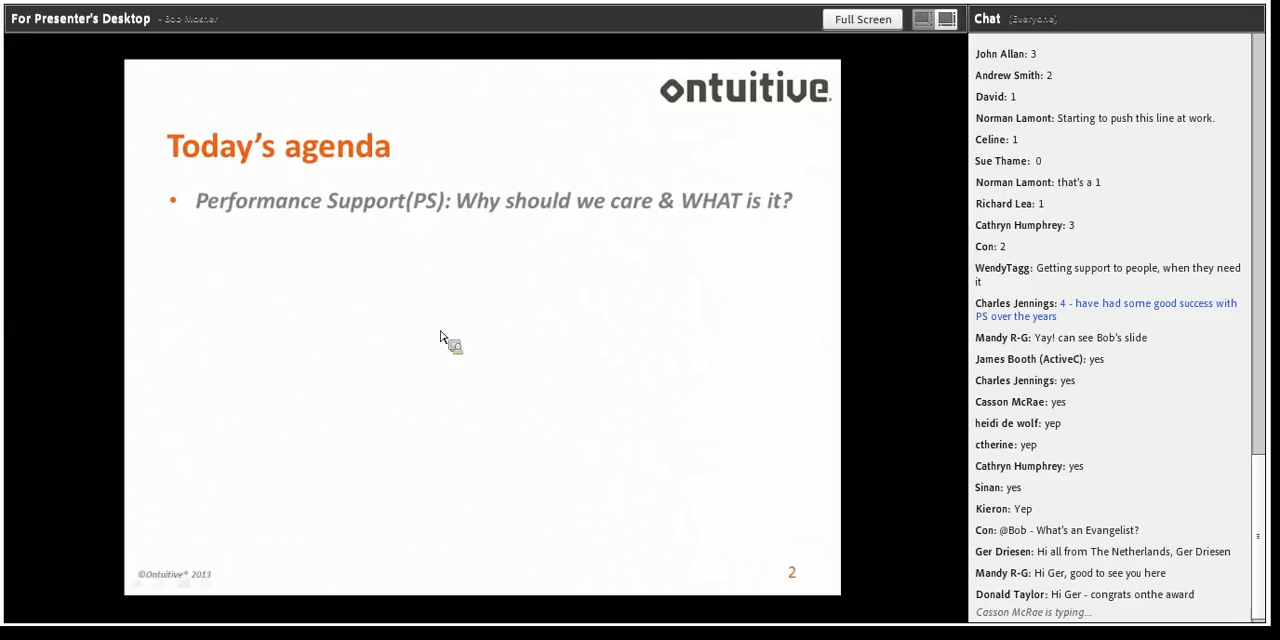 For Presenter's Desktop - Bob Mosher
Full Screen
ontuitive
Today's agenda
• Performance Support(PS): Why should we care & WHAT is it?
©Ontuitive® 2013
2
Chat (Everyone)
John Allan: 3
Andrew Smith: 2
David: 1
Norman Lamont: Starting to push this line at work.
Celine: 1
Sue Thame: 0
Norman Lamont: that's a 1
Richard Lea: 1
Cathryn Humphrey: 3
Con: 2
WendyTagg: Getting support to people, when they need
it
Charles Jennings: 4 - have had some good success with
PS over the years
Mandy R-G: Yay! can see Bob's slide
James Booth (ActiveC): yes
Charles Jennings: yes
Casson McRae: yes
heidi de wolf: yep
ctherine: yep
Cathryn Humphrey: yes
Sinan: yes
Kieron: Yep
Con: @Bob - What's an Evangelist?
Ger Driesen: Hi all from The Netherlands, Ger Driesen
Mandy R-G: Hi Ger, good to see you here
Donald Taylor: Hi Ger - congrats onthe award
Casson McRae is typing...